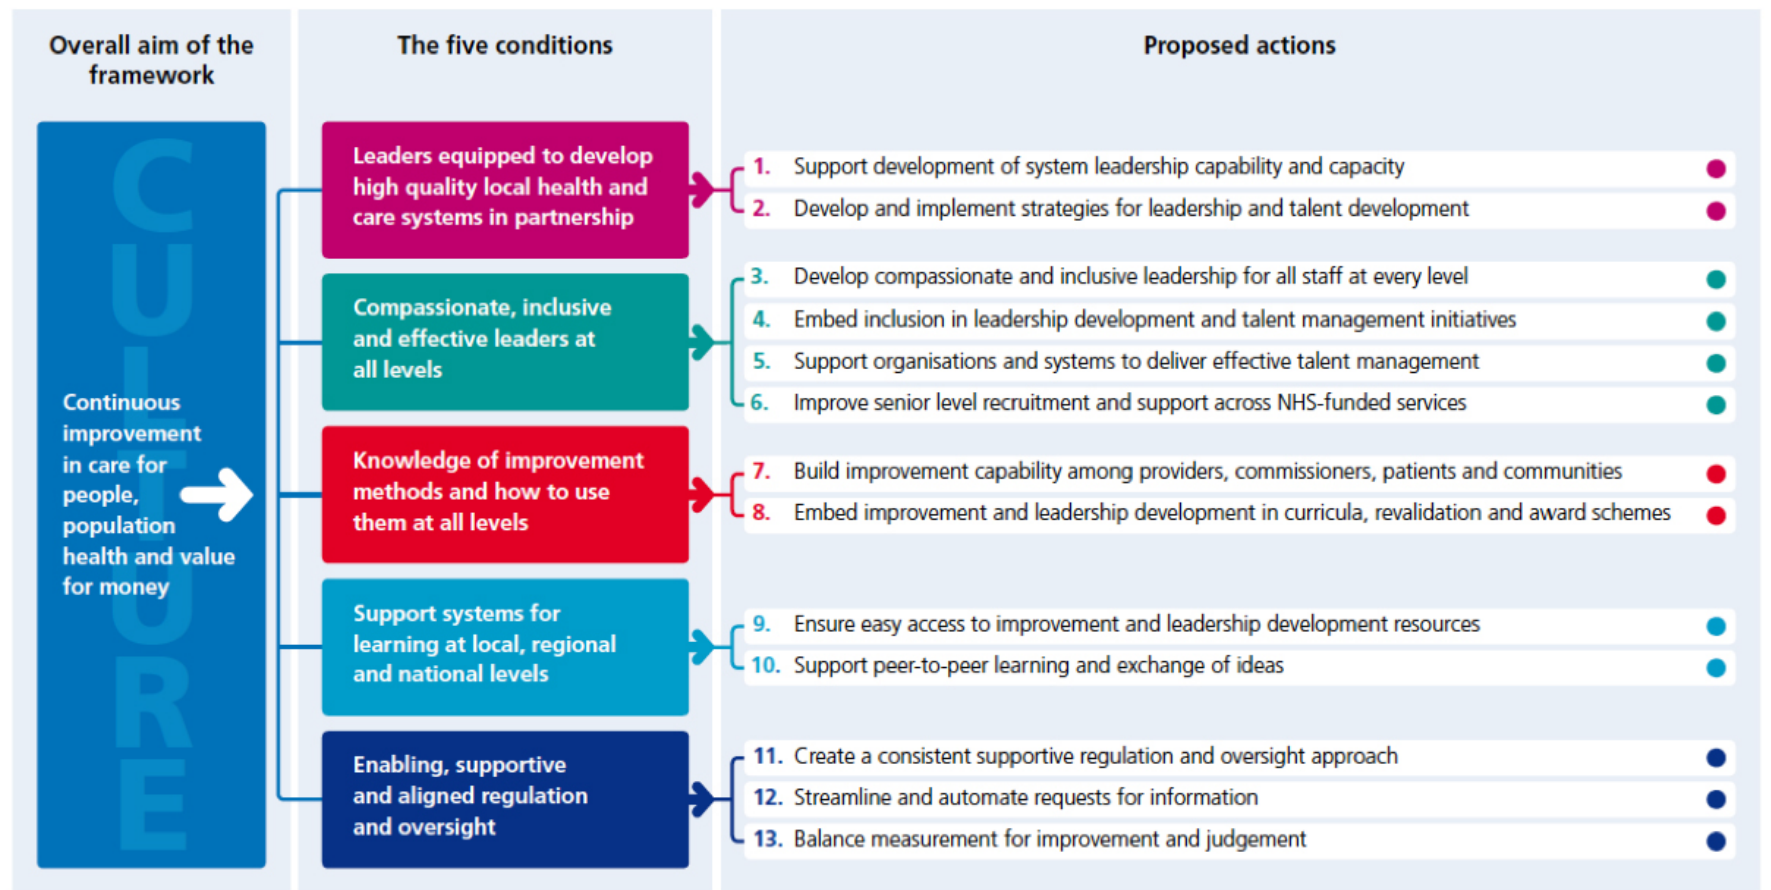 Overall aim of the
framework
The five conditions
Proposed actions
CULTURE
Continuous
improvement
in care for
people,
population
health and value
for money
Leaders equipped to develop
high quality local health and
care systems in partnership
1. Support development of system leadership capability and capacity
2. Develop and implement strategies for leadership and talent development
Compassionate, inclusive
and effective leaders at
all levels
3. Develop compassionate and inclusive leadership for all staff at every level
4. Embed inclusion in leadership development and talent management initiatives
5. Support organisations and systems to deliver effective talent management
6. Improve senior level recruitment and support across NHS-funded services
Knowledge of improvement
methods and how to use
them at all levels
7. Build improvement capability among providers, commissioners, patients and communities
8. Embed improvement and leadership development in curricula, revalidation and award schemes
Support systems for
learning at local, regional
and national levels
9. Ensure easy access to improvement and leadership development resources
10. Support peer-to-peer learning and exchange of ideas
Enabling, supportive
and aligned regulation
and oversight
11. Create a consistent supportive regulation and oversight approach
12. Streamline and automate requests for information
13. Balance measurement for improvement and judgement